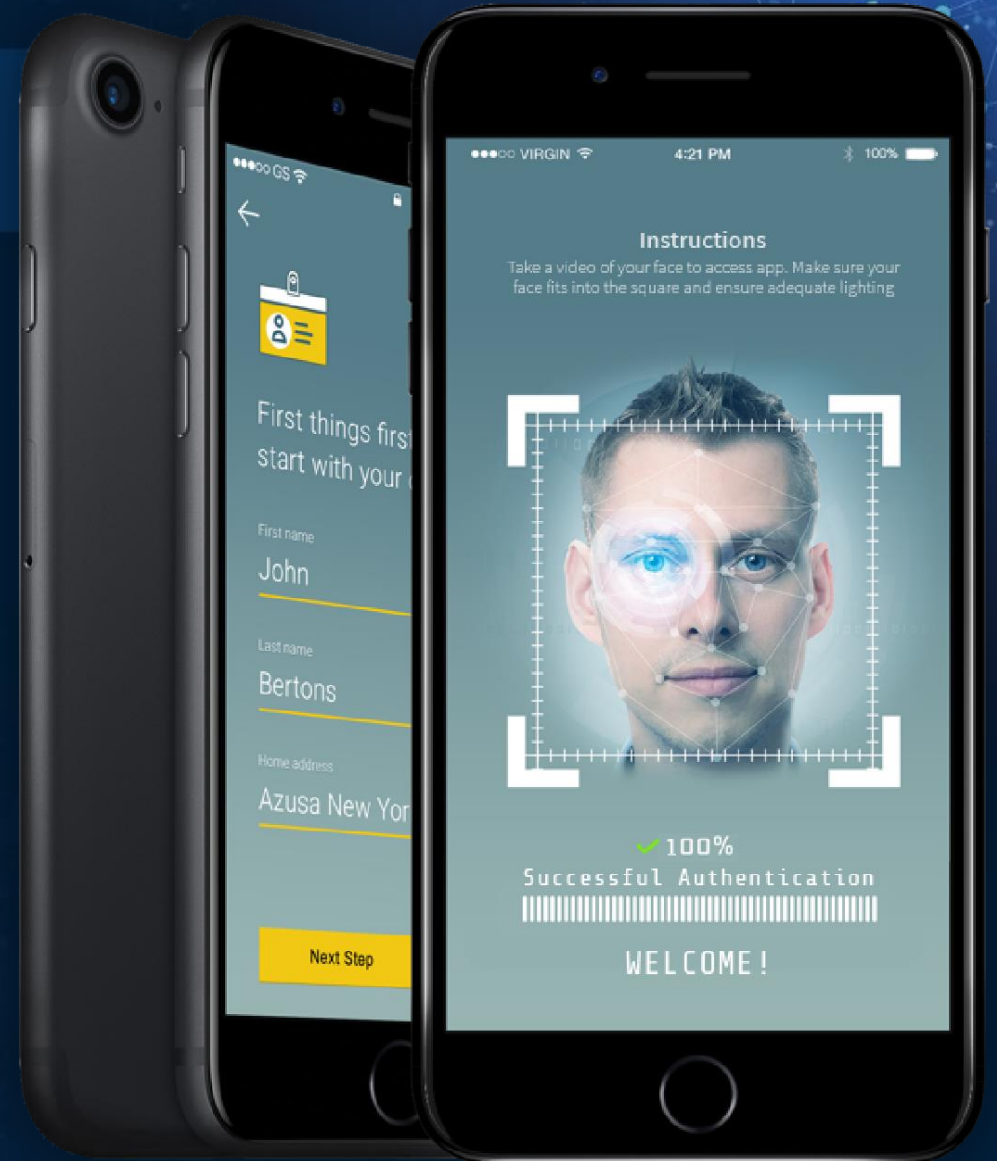 GS
First things first
start with your
First name
John
Last name
Bertons
Home address
Azusa New Yor
Next Step
VIRGIN 4:21 PM 100%
Instructions
Take a video of your face to access app. Make sure your
face fits into the square and ensure adequate lighting
100%
Successful Authentication
WELCOME!